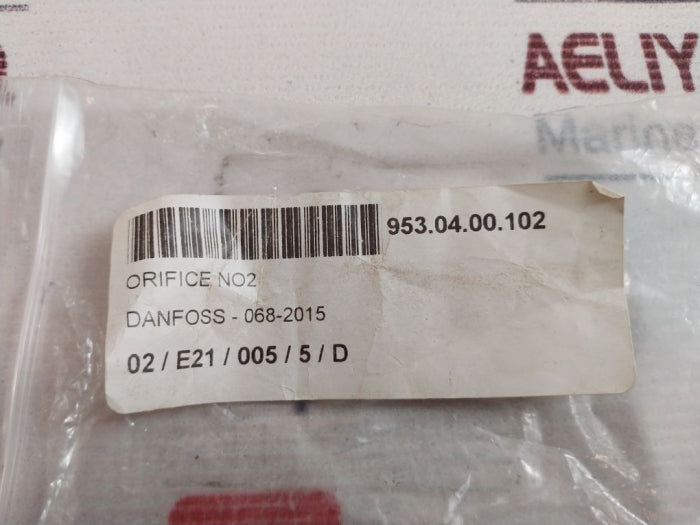 AELIY
Marine
953.04.00.102
ORIFICE NO2
DANFOSS - 068-2015
02 / E21 / 005 / 5 / D